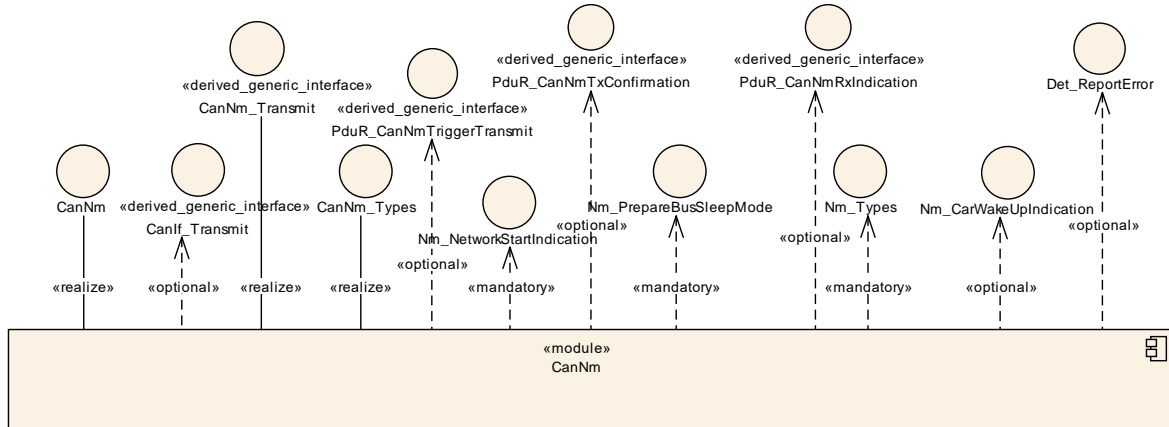 «derived_generic_interface»
PduR_CanNmTxConfirmation
«derived_generic_interface»
PduR_CanNmRxIndication
«derived_generic_interface»
CanNm_Transmit
Det_ReportError
«derived_generic_interface»
PduR_CanNmTriggerTransmit
CanNm
«derived_generic_interface»
CanIf_Transmit
CanNm_Types
Nm_NetworkStartIndication
Nm_PrepareBusSleepMode
Nm_Types
Nm_CarWakeUpIndication
«optional»
«optional»
«optional»
«optional»
«realize»
«optional»
«realize»
«realize»
«mandatory»
«mandatory»
«mandatory»
«optional»
«module»
CanNm